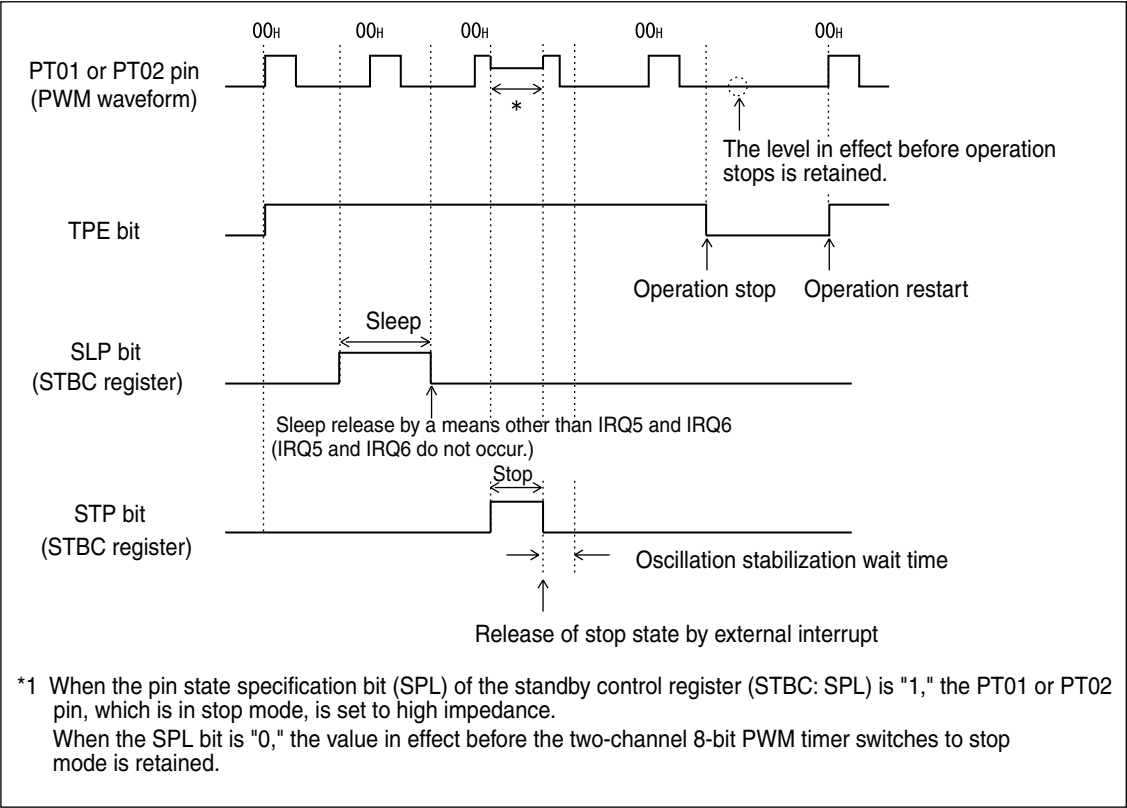 00H 00H 00H 00H 00H
PT01 or PT02 pin
(PWM waveform)
*
The level in effect before operation
stops is retained.
TPE bit
Operation stop Operation restart
Sleep
SLP bit
(STBC register)
Sleep release by a means other than IRQ5 and IRQ6
(IRQ5 and IRQ6 do not occur.)
Stop
STP bit
(STBC register)
Oscillation stabilization wait time
Release of stop state by external interrupt
*1 When the pin state specification bit (SPL) of the standby control register (STBC: SPL) is "1," the PT01 or PT02
pin, which is in stop mode, is set to high impedance.
When the SPL bit is "0," the value in effect before the two-channel 8-bit PWM timer switches to stop
mode is retained.